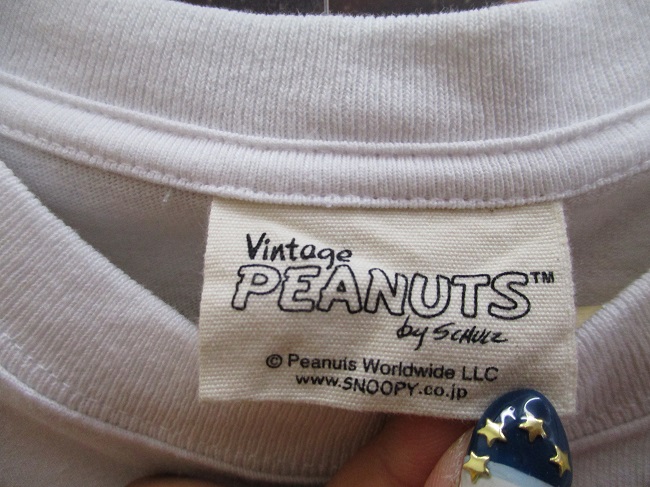 Vintage
PEANUTS™
by SCHULZ
© Peanuts Worldwide LLC
www.SNOOPY.co.jp